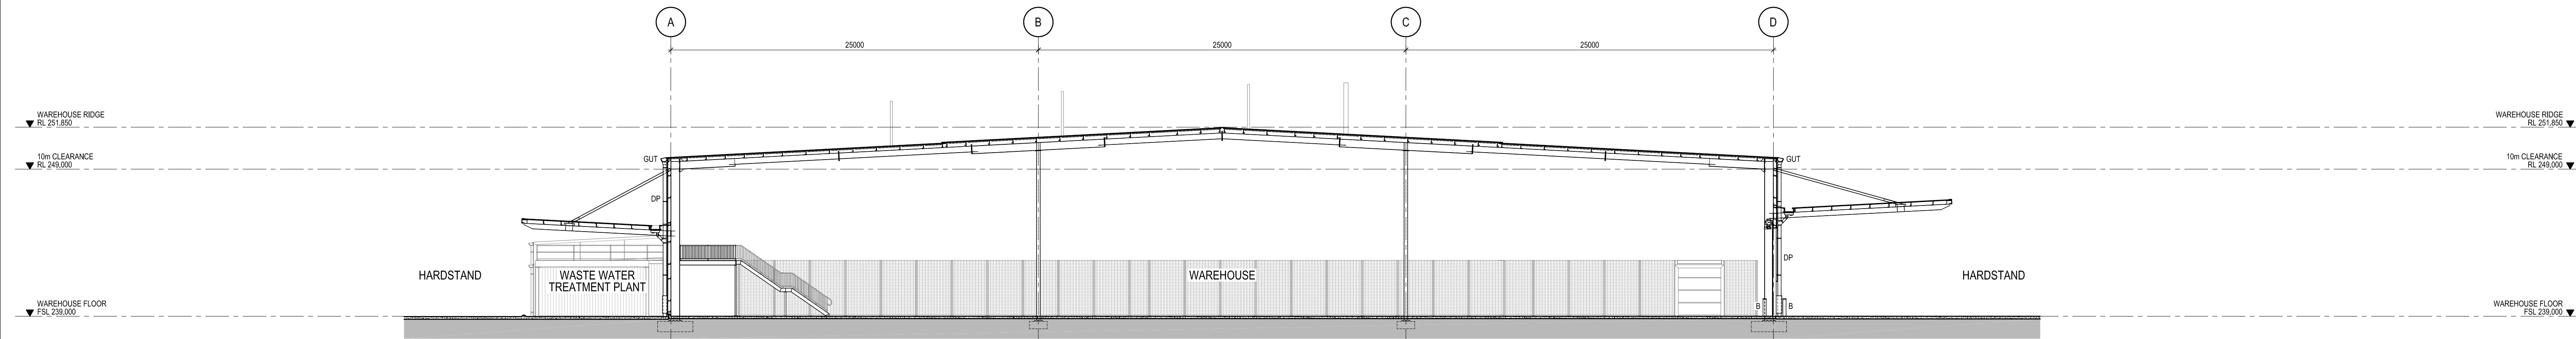 A
B
C
D
25000
25000
25000
WAREHOUSE RIDGE
RL 251,850
WAREHOUSE RIDGE
RL 251,850
10m CLEARANCE
RL 249,000
GUT
GUT
10m CLEARANCE
RL 249,000
DP
DP
HARDSTAND
WASTE WATER
TREATMENT PLANT
WAREHOUSE
HARDSTAND
WAREHOUSE FLOOR
FSL 239,000
B
B
WAREHOUSE FLOOR
FSL 239,000